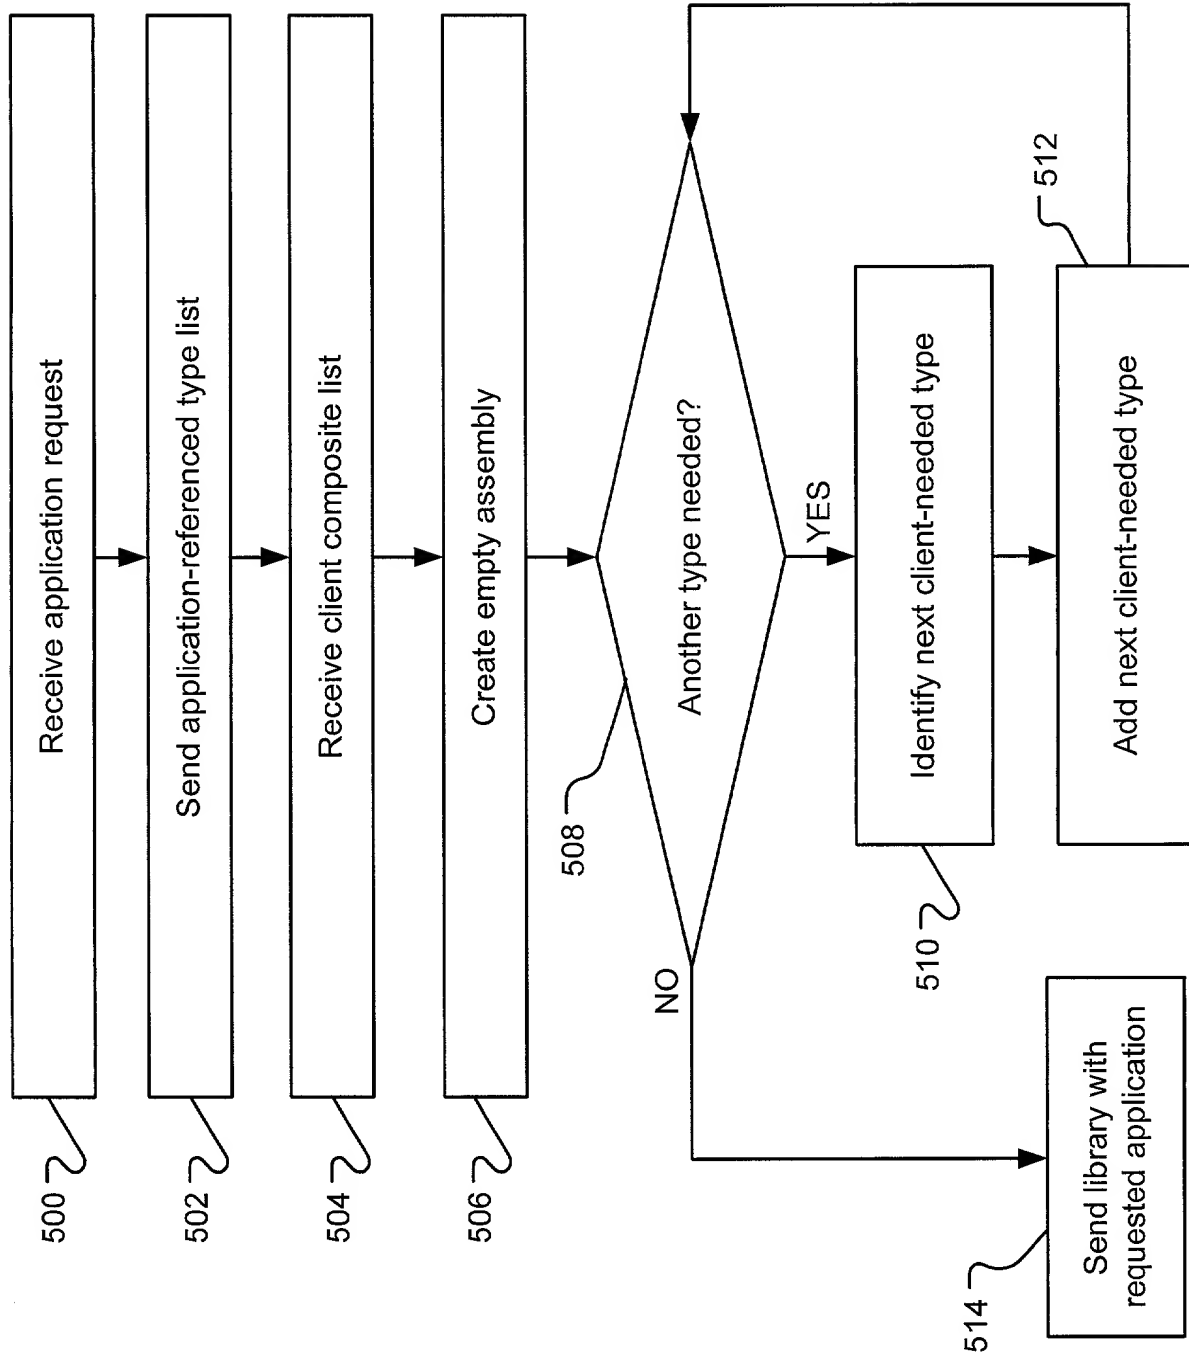 Receive application request
500
Send application-referenced type list
502
Receive client composite list
504
Create empty assembly
506
Another type needed?
508
NO
YES
Identify next client-needed type
510
Add next client-needed type
512
Send library with
requested application
514